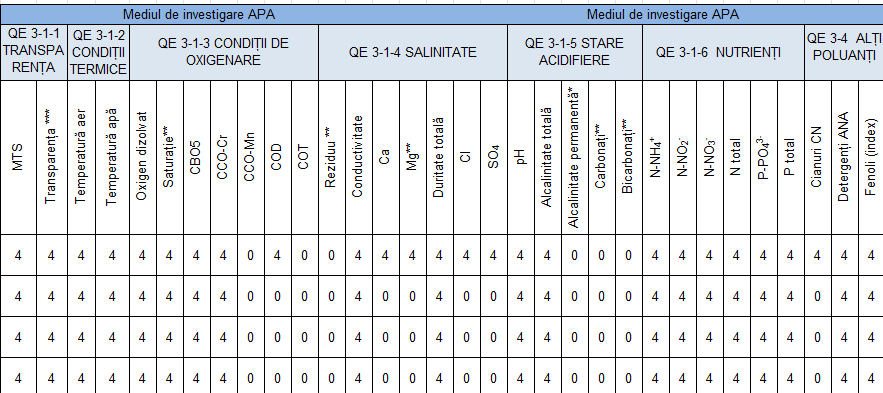 Mediul de investigare APA Mediul de investigare APA
QE 3-1-1
TRANSPA
RENȚA
QE 3-1-2
CONDIȚII
TERMICE
QE 3-1-3 CONDIȚII DE
OXIGENARE
QE 3-1-4 SALINITATE
QE 3-1-5 STARE
ACIDIFIERE
QE 3-1-6 NUTRIENȚI
QE 3-4 ALȚI
POLUANȚI
MTS
Transparența ***
Temperatură aer
Temperatură apă
Oxigen dizolvat
Saturație**
CBO5
CCO-Cr
CCO-Mn
COD
COT
Reziduu **
Conductivitate
Ca
Mg**
Duritate totală
Cl
SO₄
pH
Alcalinitate totală
Alcalinitate permanentă*
Carbonați**
Bicarbonați**
N-NH₄⁺
N-NO₂⁻
N-NO₃⁻
N total
P-PO₄³⁻
P total
Cianuri CN
Detergenți ANA
Fenoli (index)
4 4 4 4 4 4 4 4 0 4 0 0 4 4 4 4 4 4 4 4 0 0 0 4 4 4 4 4 4 4 4 4
4 4 4 4 4 4 4 4 0 0 0 0 4 0 0 4 0 0 4 4 0 0 0 4 4 4 4 4 4 0 4 4
4 4 4 4 4 4 4 4 0 0 0 0 4 0 0 4 0 0 4 4 0 0 0 4 4 4 4 4 4 0 4 4
4 4 4 4 4 4 4 4 0 0 0 0 4 0 0 4 0 0 4 4 0 0 0 4 4 4 4 4 4 0 4 4